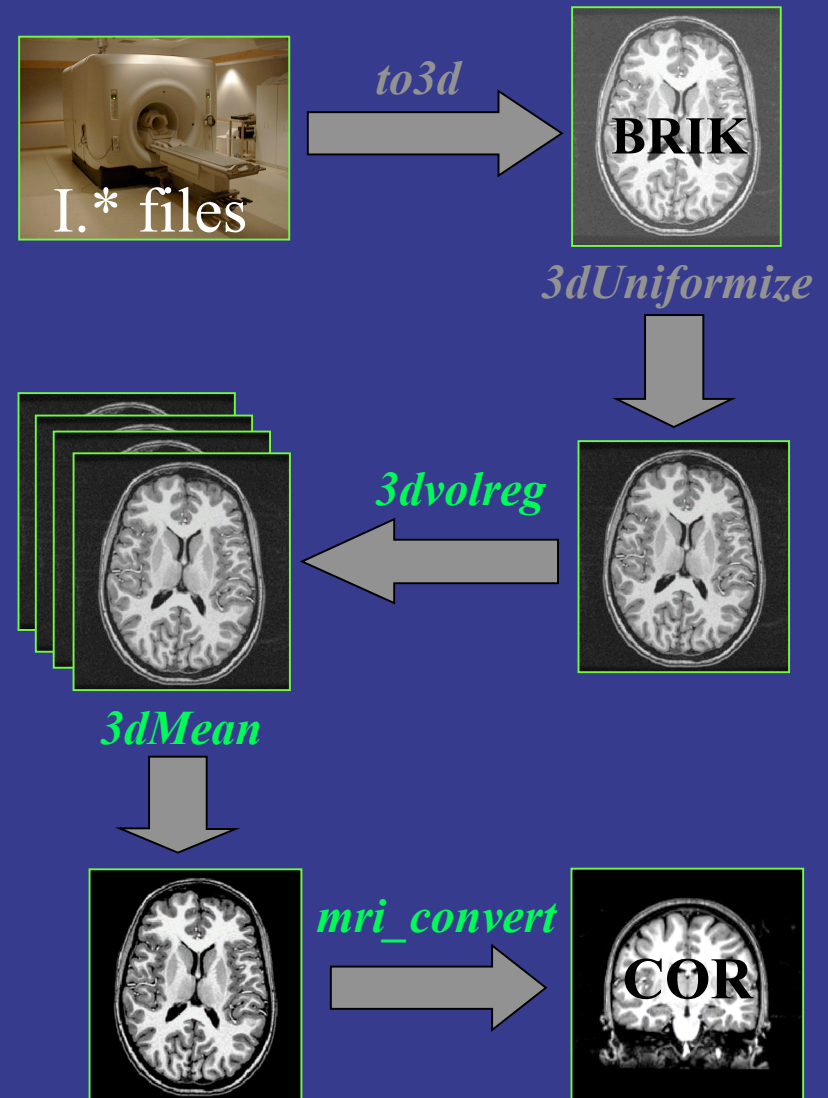 to3d
I.* files
BRIK
3dUniformize
3dvolreg
3dMean
mri_convert
COR